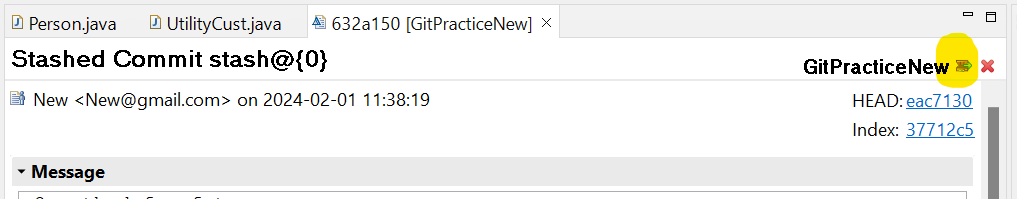 Person.java UtilityCust.java 632a150 [GitPracticeNew]
Stashed Commit stash@{0}
GitPracticeNew
New <New@gmail.com> on 2024-02-01 11:38:19 HEAD: eac7130
Index: 37712c5
Message